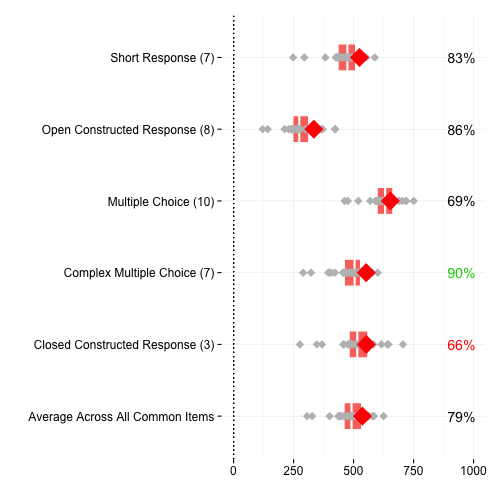 Short Response (7) 83%
Open Constructed Response (8) 86%
Multiple Choice (10) 69%
Complex Multiple Choice (7) 90%
Closed Constructed Response (3) 66%
Average Across All Common Items 79%
0 250 500 750 1000